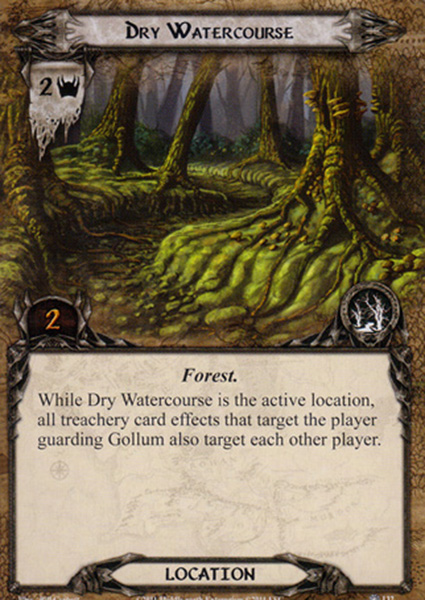 DRY WATERCOURSE
2
2
Forest.
While Dry Watercourse is the active location,
all treachery card effects that target the player
guarding Gollum also target each other player.
LOCATION